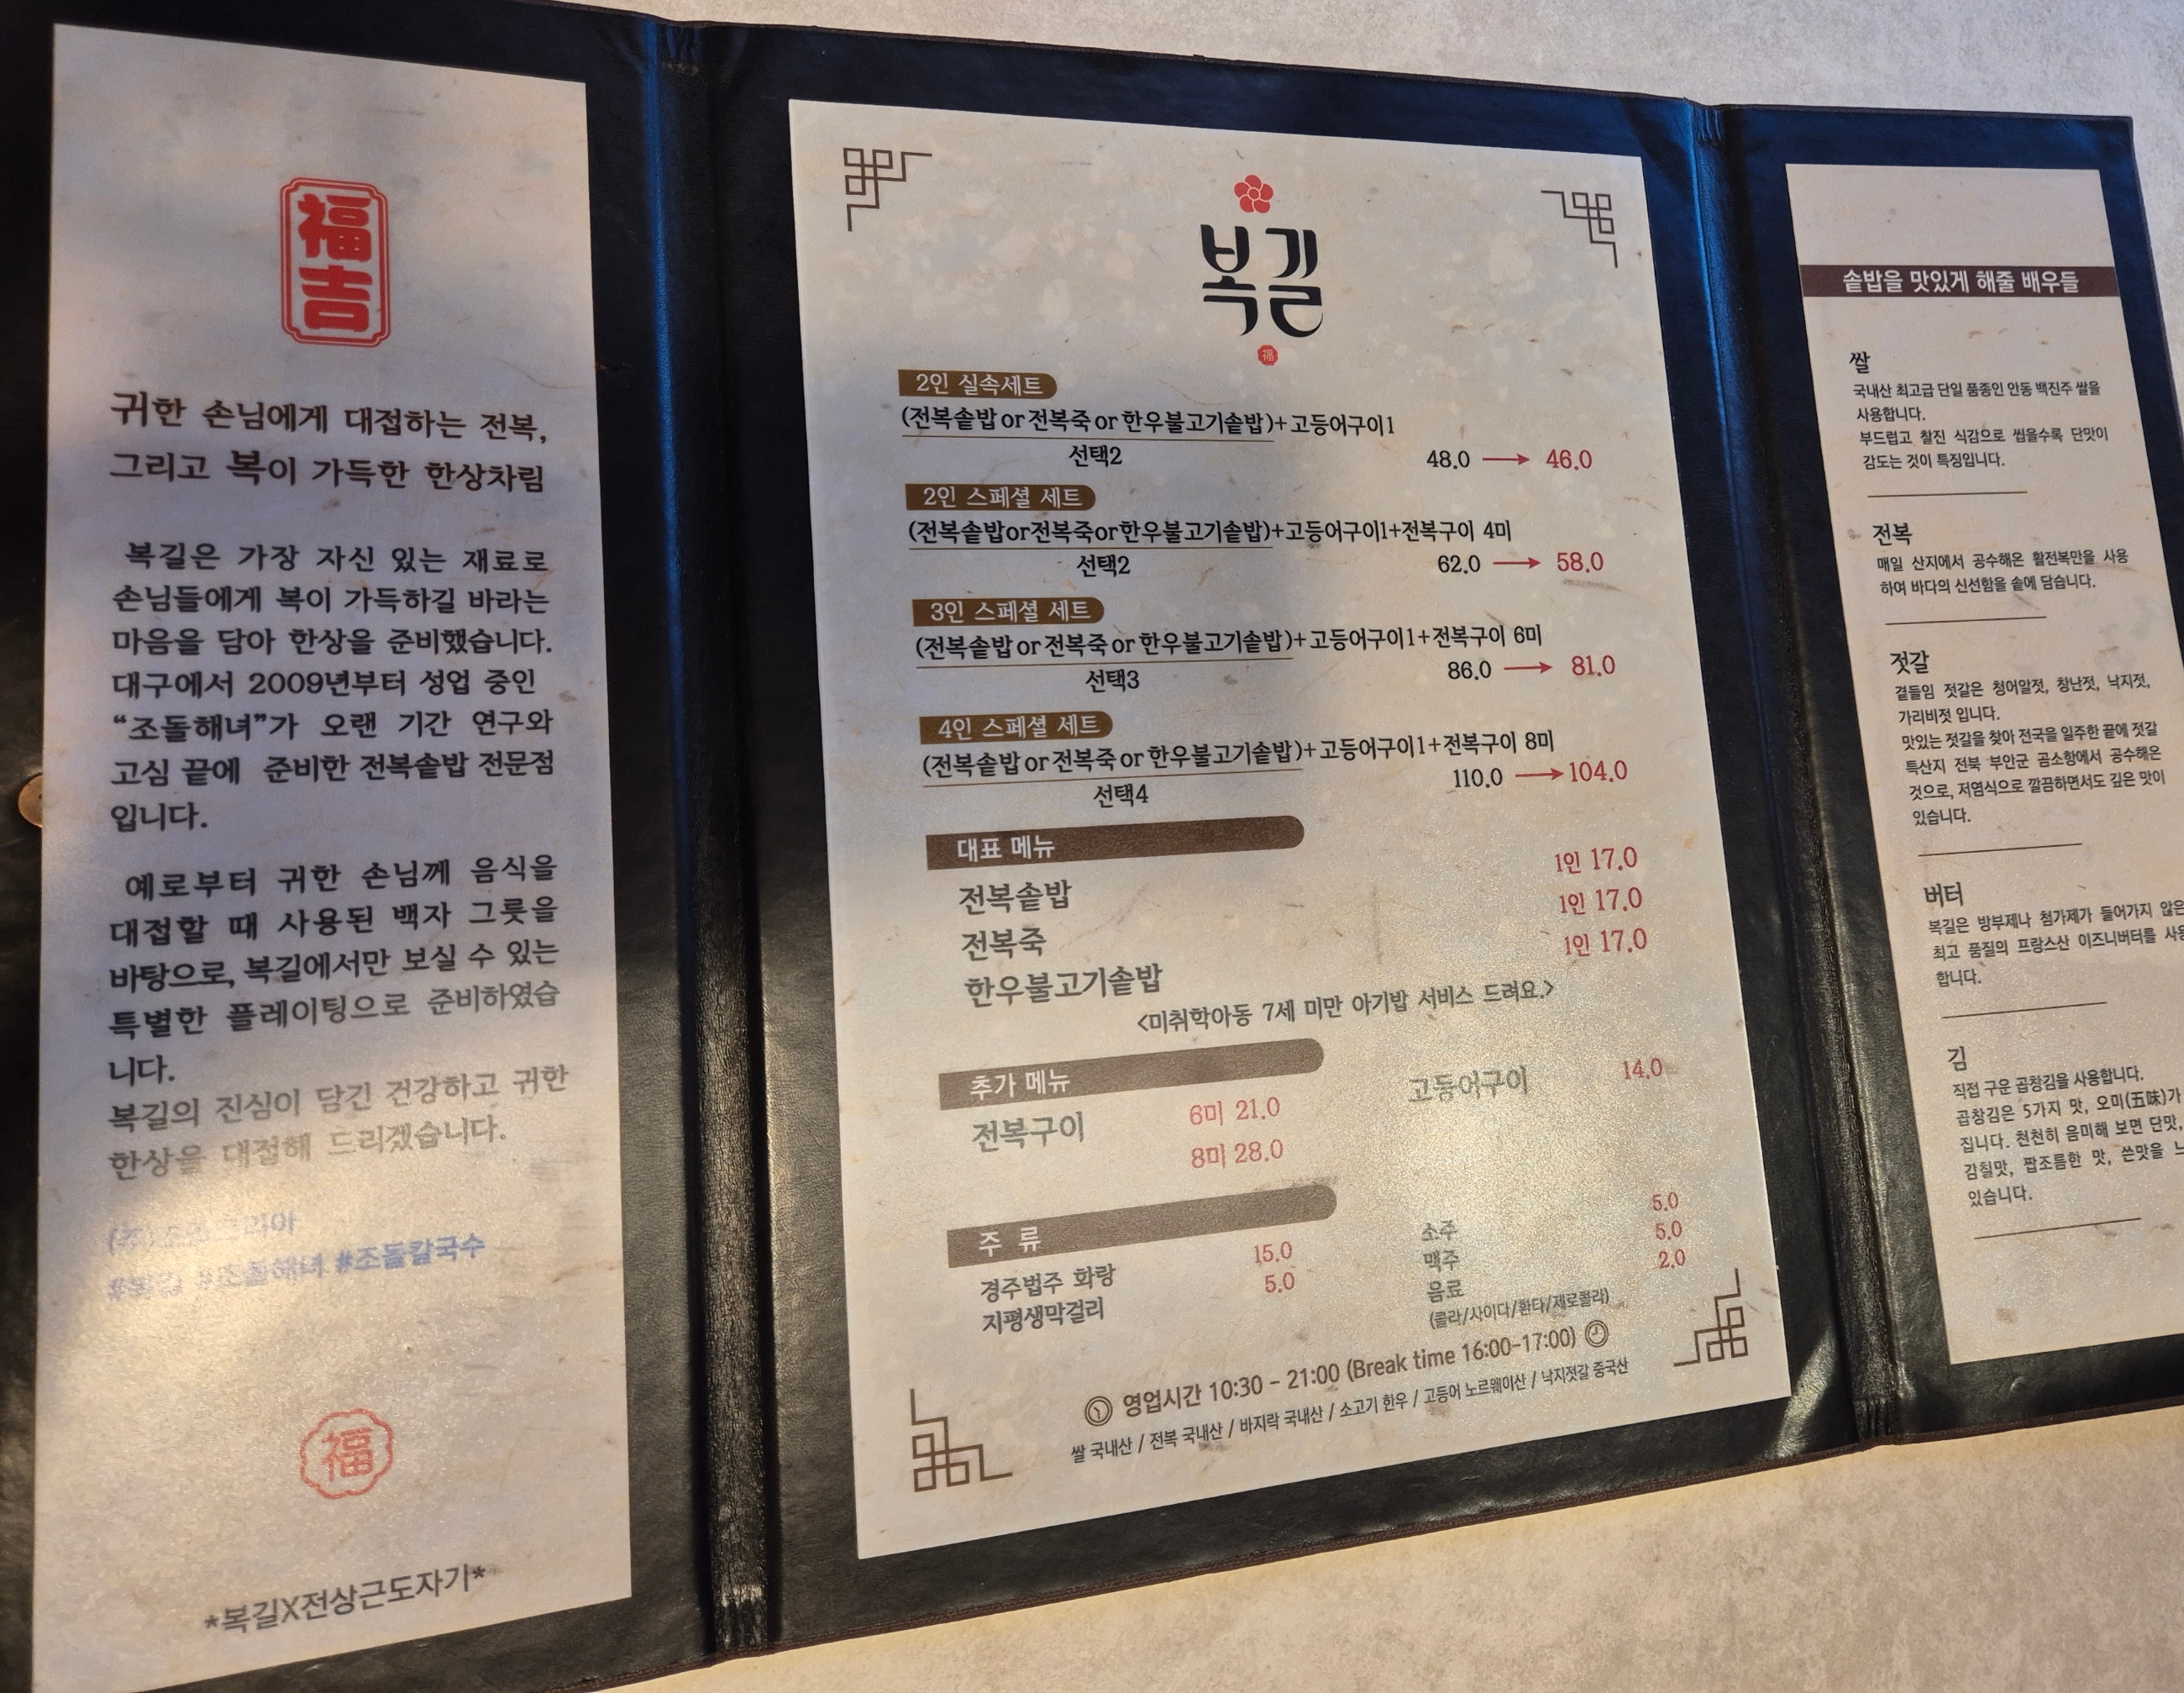 福
吉
귀한 손님에게 대접하는 전복,
그리고 복이 가득한 한상차림
복길은 가장 자신 있는 재료로
손님들에게 복이 가득하길 바라는
마음을 담아 한상을 준비했습니다.
대구에서 2009년부터 성업 중인
“조돌해녀”가 오랜 기간 연구와
고심 끝에 준비한 전복솥밥 전문점
입니다.
예로부터 귀한 손님께 음식을
대접할 때 사용된 백자 그릇을
바탕으로, 복길에서만 보실 수 있는
특별한 플레이팅으로 준비하였습
니다.
복길의 진심이 담긴 건강하고 귀한
한상을 대접해 드리겠습니다.
(주)
#복길 #조돌해녀 #조돌칼국수
福
*복길X전상근도자기*
복길
福
2인 실속세트
(전복솥밥 or 전복죽 or 한우불고기솥밥)+고등어구이1
선택2 48.0 → 46.0
2인 스페셜 세트
(전복솥밥or전복죽or한우불고기솥밥)+고등어구이1+전복구이 4미
선택2 62.0 → 58.0
3인 스페셜 세트
(전복솥밥 or 전복죽 or 한우불고기솥밥)+고등어구이1+전복구이 6미
선택3 86.0 → 81.0
4인 스페셜 세트
(전복솥밥 or 전복죽 or 한우불고기솥밥)+고등어구이1+전복구이 8미
선택4 110.0 → 104.0
대표 메뉴
전복솥밥 1인 17.0
전복죽 1인 17.0
한우불고기솥밥 1인 17.0
<미취학아동 7세 미만 아기밥 서비스 드려요.>
추가 메뉴
전복구이 6미 21.0 고등어구이 14.0
8미 28.0
주 류
경주법주 화랑 15.0 소주 5.0
지평생막걸리 5.0 맥주 5.0
음료 2.0
(콜라/사이다/환타/제로콜라)
영업시간 10:30 - 21:00 (Break time 16:00-17:00)
쌀 국내산 / 전복 국내산 / 바지락 국내산 / 소고기 한우 / 고등어 노르웨이산 / 낙지젓갈 중국산
솥밥을 맛있게 해줄 배우들
쌀
국내산 최고급 단일 품종인 안동 백진주 쌀을
사용합니다.
부드럽고 찰진 식감으로 씹을수록 단맛이
감도는 것이 특징입니다.
전복
매일 산지에서 공수해온 활전복만을 사용
하여 바다의 신선함을 솥에 담습니다.
젓갈
곁들임 젓갈은 청어알젓, 창난젓, 낙지젓,
가리비젓 입니다.
맛있는 젓갈을 찾아 전국을 일주한 끝에 젓갈
특산지 전북 부안군 곰소항에서 공수해온
것으로, 저염식으로 깔끔하면서도 깊은 맛이
있습니다.
버터
복길은 방부제나 첨가제가 들어가지 않은
최고 품질의 프랑스산 이즈니버터를 사용
합니다.
김
직접 구운 곱창김을 사용합니다.
곱창김은 5가지 맛, 오미(五味)가
집니다. 천천히 음미해 보면 단맛,
감칠맛, 짭조름한 맛, 쓴맛을
있습니다.